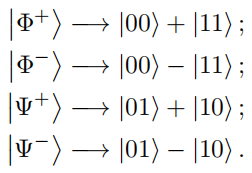 |Φ⁺⟩ ⟶ |00⟩ + |11⟩ ;
|Φ⁻⟩ ⟶ |00⟩ − |11⟩ ;
|Ψ⁺⟩ ⟶ |01⟩ + |10⟩ ;
|Ψ⁻⟩ ⟶ |01⟩ − |10⟩ .